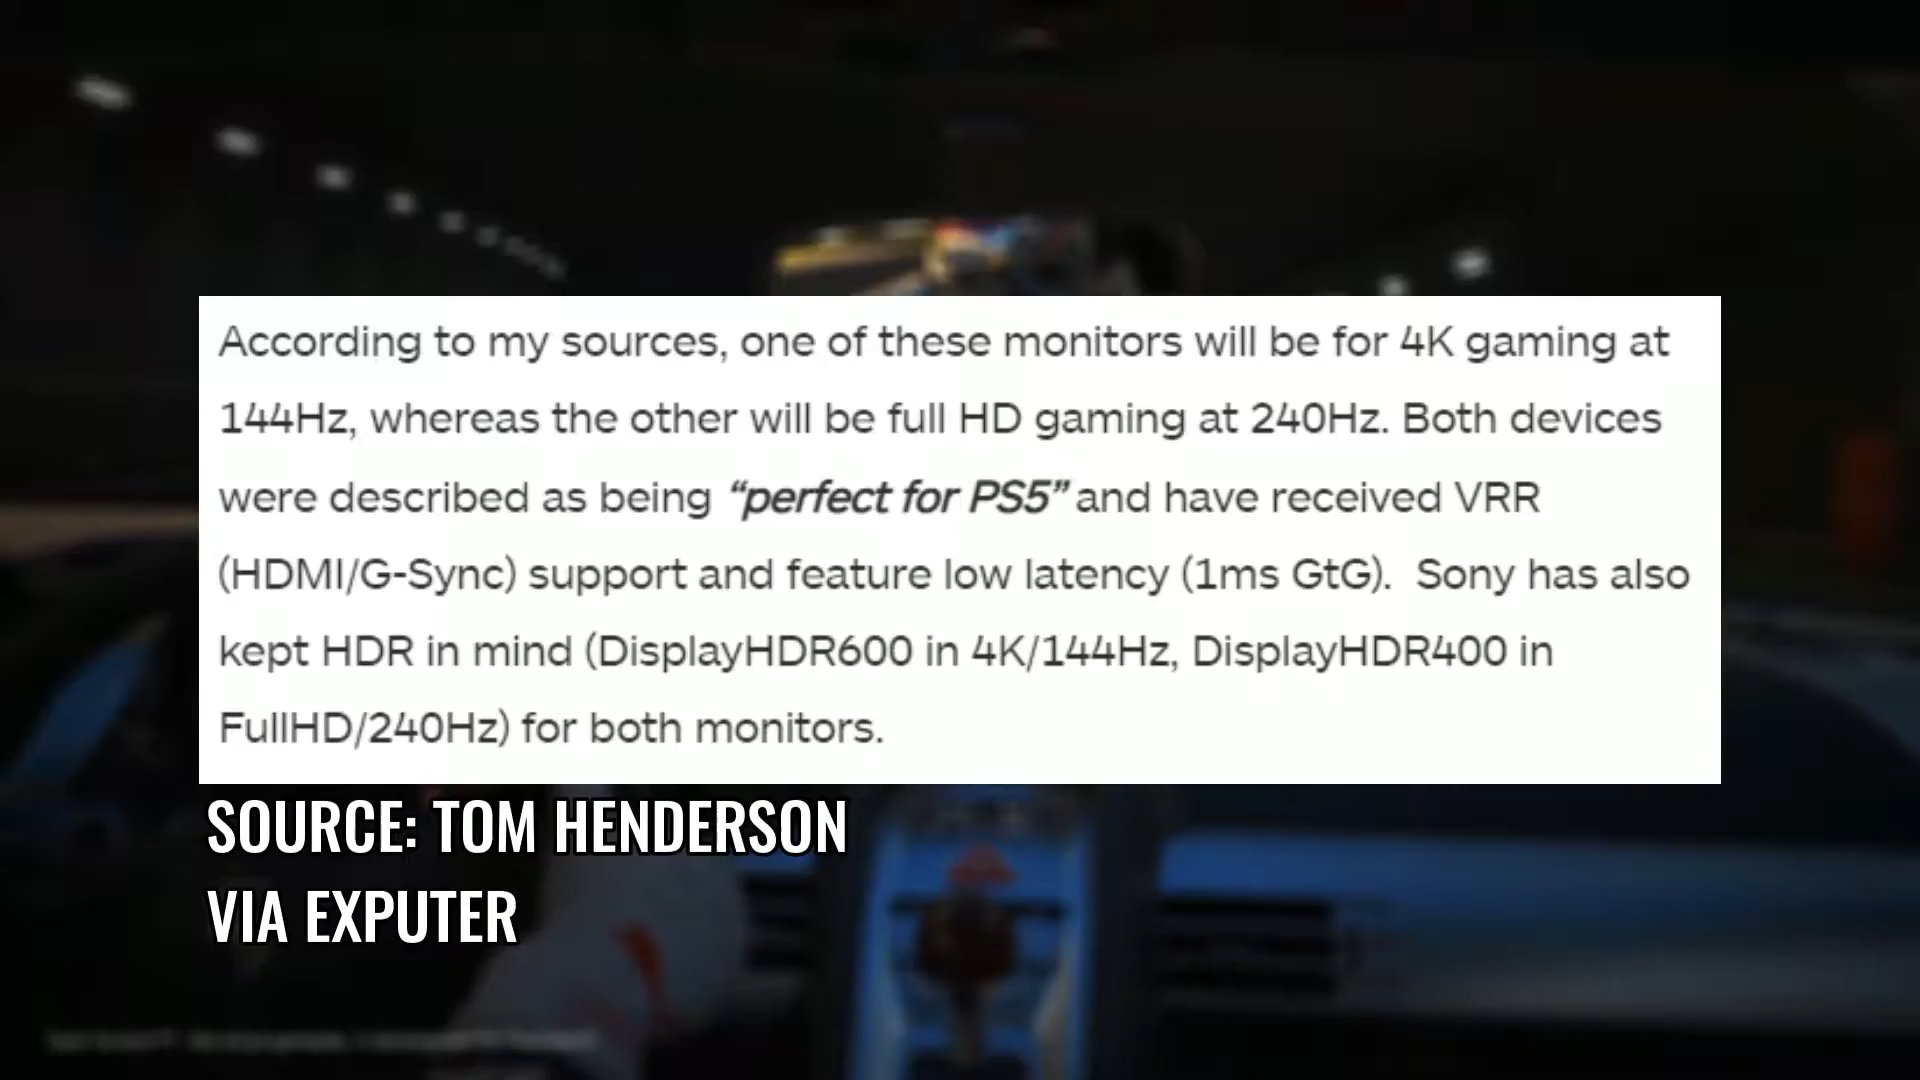 According to my sources, one of these monitors will be for 4K gaming at
144Hz, whereas the other will be full HD gaming at 240Hz. Both devices
were described as being “perfect for PS5” and have received VRR
(HDMI/G-Sync) support and feature low latency (1ms GtG).  Sony has also
kept HDR in mind (DisplayHDR600 in 4K/144Hz, DisplayHDR400 in
FullHD/240Hz) for both monitors.
SOURCE: TOM HENDERSON
VIA EXPUTER